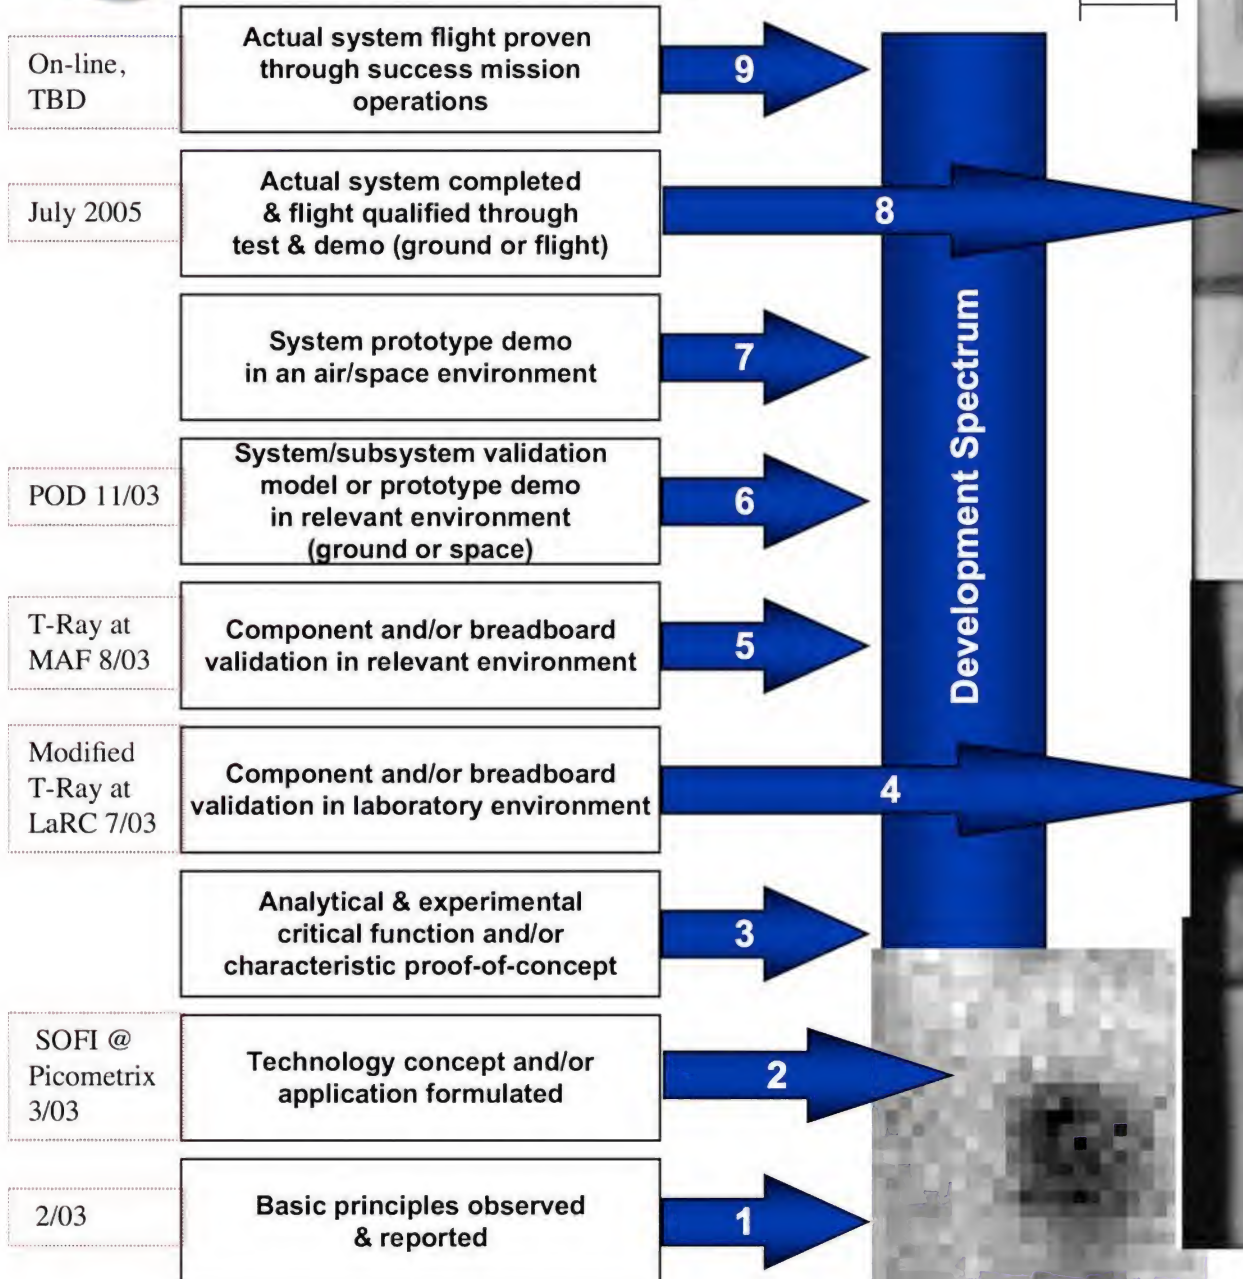 On-line,
TBD
Actual system flight proven
through success mission
operations
9
July 2005
Actual system completed
& flight qualified through
test & demo (ground or flight)
8
System prototype demo
in an air/space environment
7
POD 11/03
System/subsystem validation
model or prototype demo
in relevant environment
(ground or space)
6
T-Ray at
MAF 8/03
Component and/or breadboard
validation in relevant environment
5
Modified
T-Ray at
LaRC 7/03
Component and/or breadboard
validation in laboratory environment
4
Analytical & experimental
critical function and/or
characteristic proof-of-concept
3
SOFI @
Picometrix
3/03
Technology concept and/or
application formulated
2
2/03
Basic principles observed
& reported
1
Development Spectrum